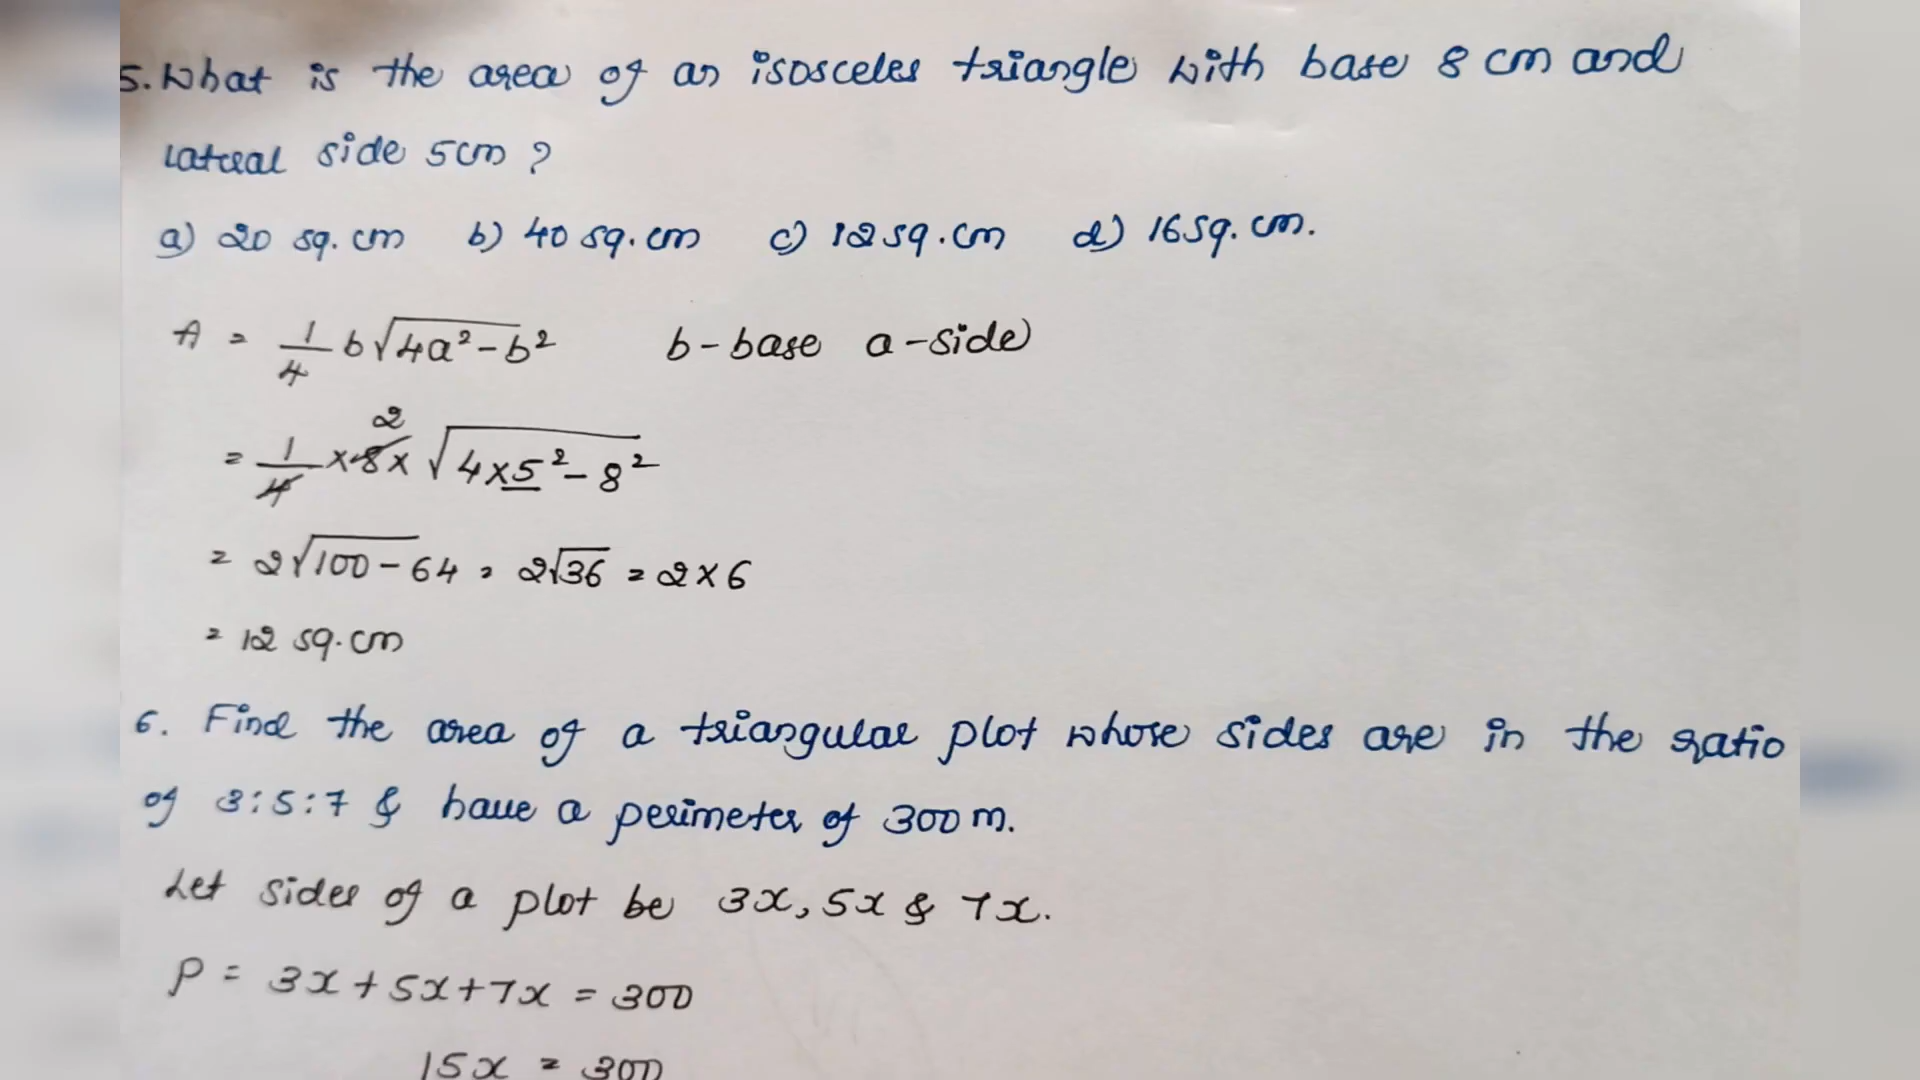 5. What is the area of an isosceles triangle with base 8 cm and
lateral side 5cm ?
a) 20 sq. cm b) 40 sq. cm c) 12 sq. cm d) 16 sq. cm.
A = 1/4 b√4a²-b² b-base a-side
= 1/4 × 8 × √4×5²-8² 2
= 2√100-64 = 2√36 = 2×6
= 12 sq. cm
6. Find the area of a triangular plot whose sides are in the ratio
of 3:5:7 & have a perimeter of 300 m.
Let sides of a plot be 3x, 5x & 7x.
P = 3x+5x+7x = 300
15x = 300